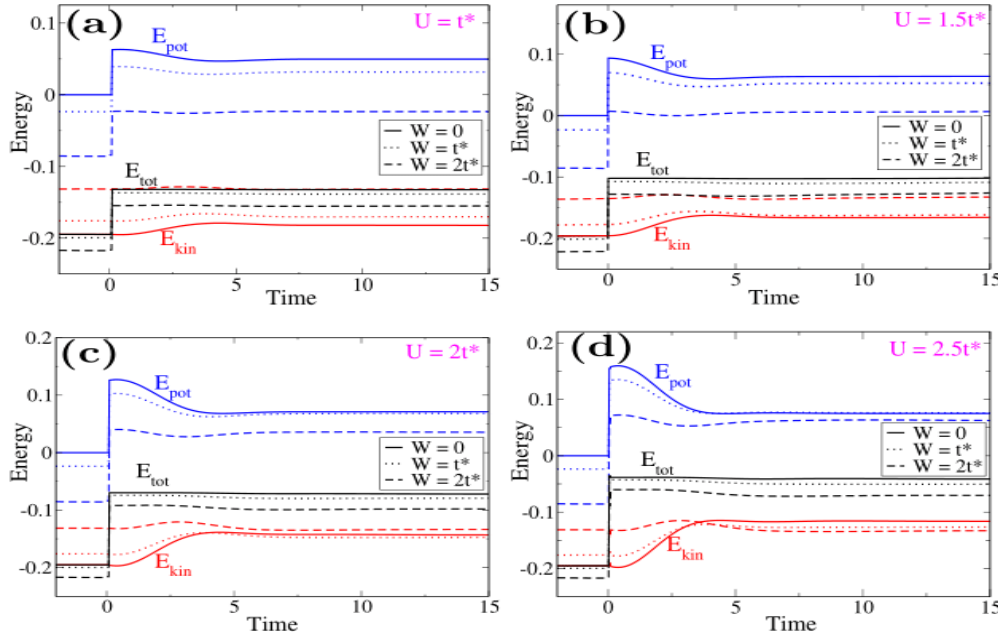 (a)
U = t*
E_pot
0.1
0
-0.1
-0.2
Energy
W = 0
W = t*
W = 2t*
E_tot
E_kin
0
5
10
15
Time
(b)
U = 1.5t*
E_pot
0.1
0
-0.1
-0.2
Energy
W = 0
W = t*
W = 2t*
E_tot
E_kin
0
5
10
15
Time
(c)
U = 2t*
E_pot
0.2
0.1
0
-0.1
-0.2
Energy
W = 0
W = t*
W = 2t*
E_tot
E_kin
0
5
10
15
Time
(d)
U = 2.5t*
E_pot
0.2
0.1
0
-0.1
-0.2
Energy
W = 0
W = t*
W = 2t*
E_tot
E_kin
0
5
10
15
Time